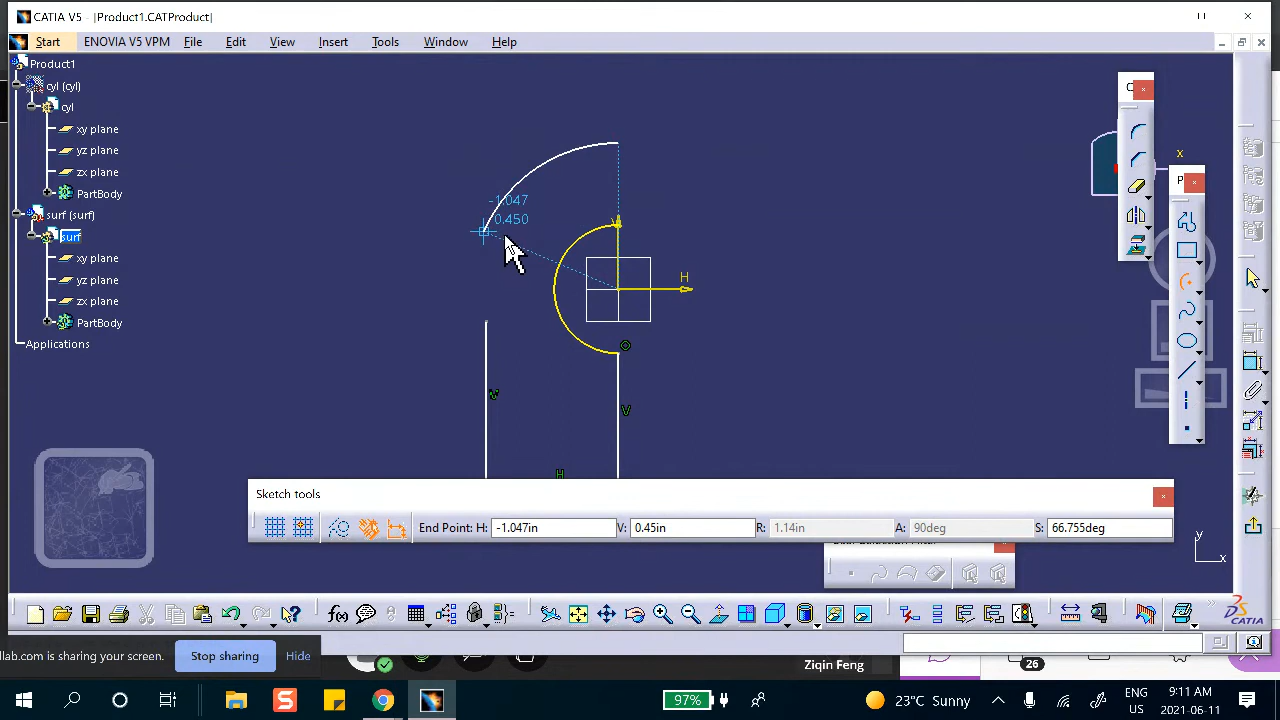 CATIA V5 - [Product1.CATProduct]
Start ENOVIA V5 VPM File Edit View Insert Tools Window Help
Product1
cyl (cyl)
cyl
xy plane
yz plane
zx plane
PartBody
surf (surf)
surf
xy plane
yz plane
zx plane
PartBody
Applications
-1.047
0.450
H
V
V
H
x
P
y
x
Sketch tools
End Point: H: -1.047in V: 0.45in R: 1.14in A: 90deg S: 66.755deg
f(x)
CATIA
llab.com is sharing your screen. Stop sharing Hide
Ziqin Feng
26
97%
23°C Sunny
ENG
US
9:11 AM
2021-06-11